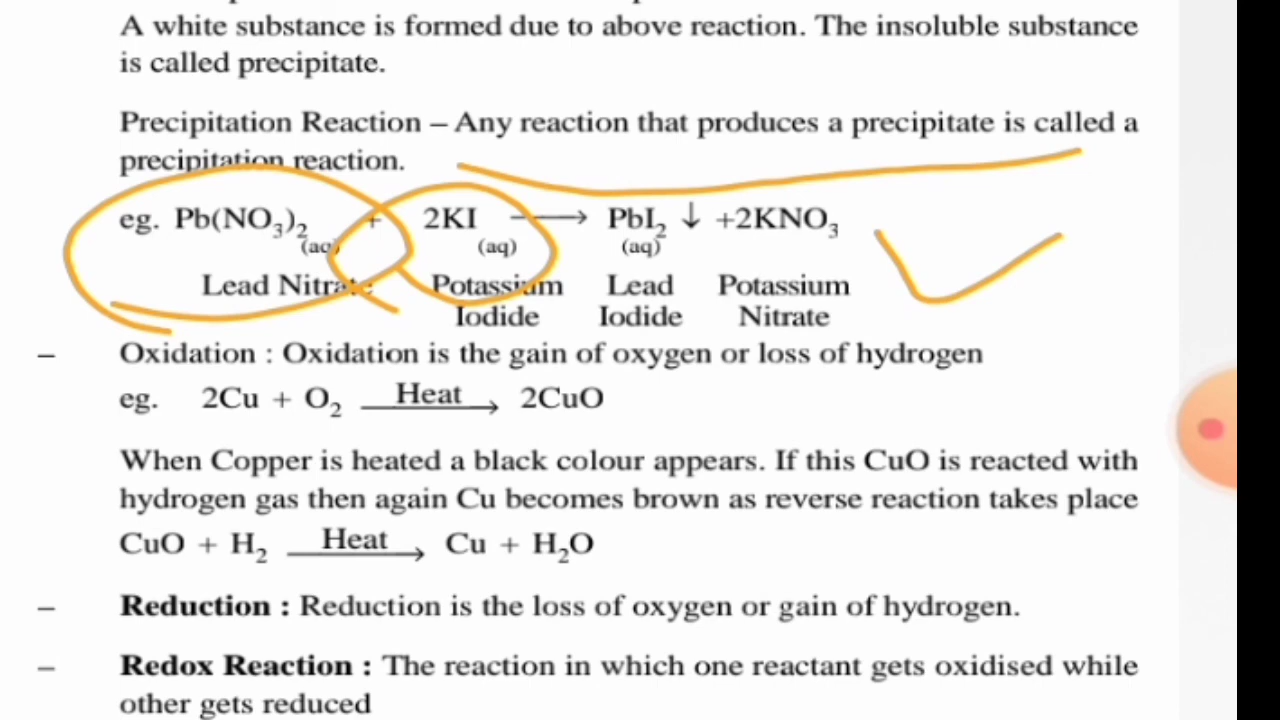 A white substance is formed due to above reaction. The insoluble substance
is called precipitate.
Precipitation Reaction – Any reaction that produces a precipitate is called a
precipitation reaction.
eg. Pb(NO₃)₂ + 2KI ⟶ PbI₂ ↓ +2KNO₃
(aq) (aq) (aq)
Lead Nitrate Potassium Lead Potassium
Iodide Iodide Nitrate
– Oxidation : Oxidation is the gain of oxygen or loss of hydrogen
Heat
eg. 2Cu + O₂ ⟶ 2CuO
When Copper is heated a black colour appears. If this CuO is reacted with
hydrogen gas then again Cu becomes brown as reverse reaction takes place
Heat
CuO + H₂ ⟶ Cu + H₂O
– Reduction : Reduction is the loss of oxygen or gain of hydrogen.
– Redox Reaction : The reaction in which one reactant gets oxidised while
other gets reduced